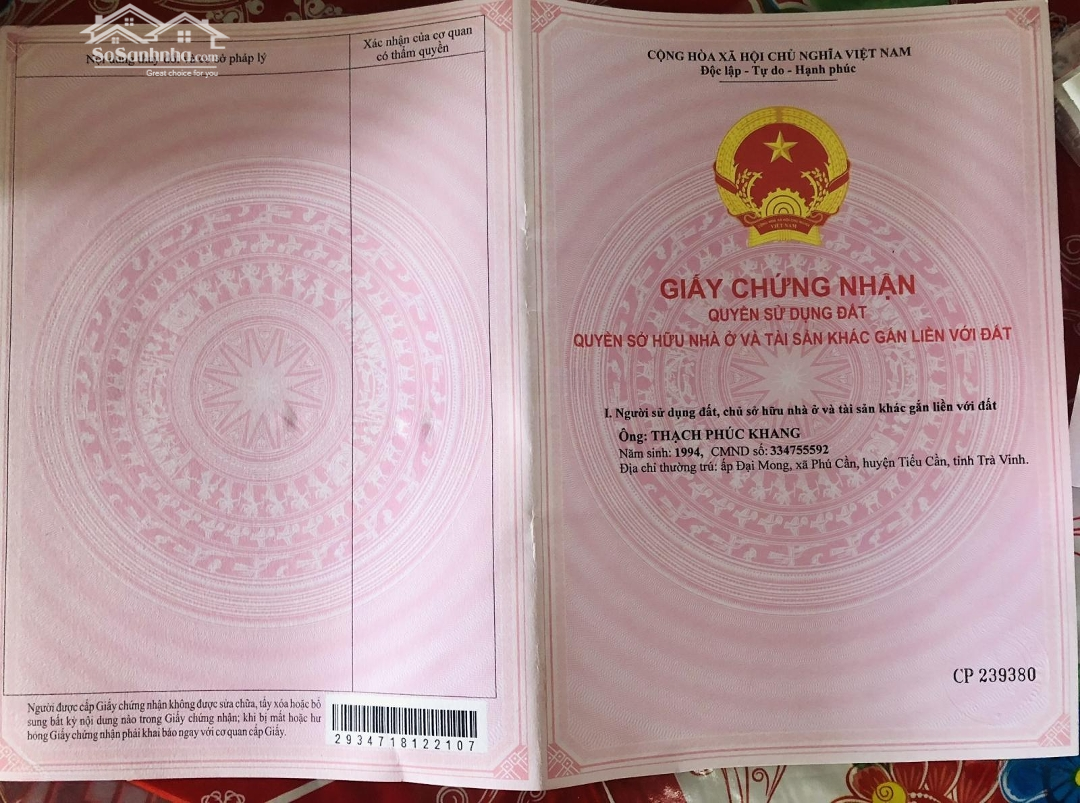 SoSanhnha.com
Great choice for you
lý
Xác nhận của cơ quan
có thẩm quyền
Người được cấp Giấy chứng nhận không được sửa chữa, tẩy xóa hoặc bổ
sung bất kỳ nội dung nào trong Giấy chứng nhận; khi bị mất hoặc hư
hỏng Giấy chứng nhận phải khai báo ngay với cơ quan cấp Giấy.
2934718122107
CỘNG HÒA XÃ HỘI CHỦ NGHĨA VIỆT NAM
Độc lập - Tự do - Hạnh phúc
VIỆT NAM
GIẤY CHỨNG NHẬN
QUYỀN SỬ DỤNG ĐẤT
QUYỀN SỞ HỮU NHÀ Ở VÀ TÀI SẢN KHÁC GẮN LIỀN VỚI ĐẤT
I. Người sử dụng đất, chủ sở hữu nhà ở và tài sản khác gắn liền với đất
Ông: THẠCH PHÚC KHANG
Năm sinh: 1994, CMND số: 334755592
Địa chỉ thường trú: ấp Đại Mong, xã Phú Cần, huyện Tiểu Cần, tỉnh Trà Vinh.
CP 239380